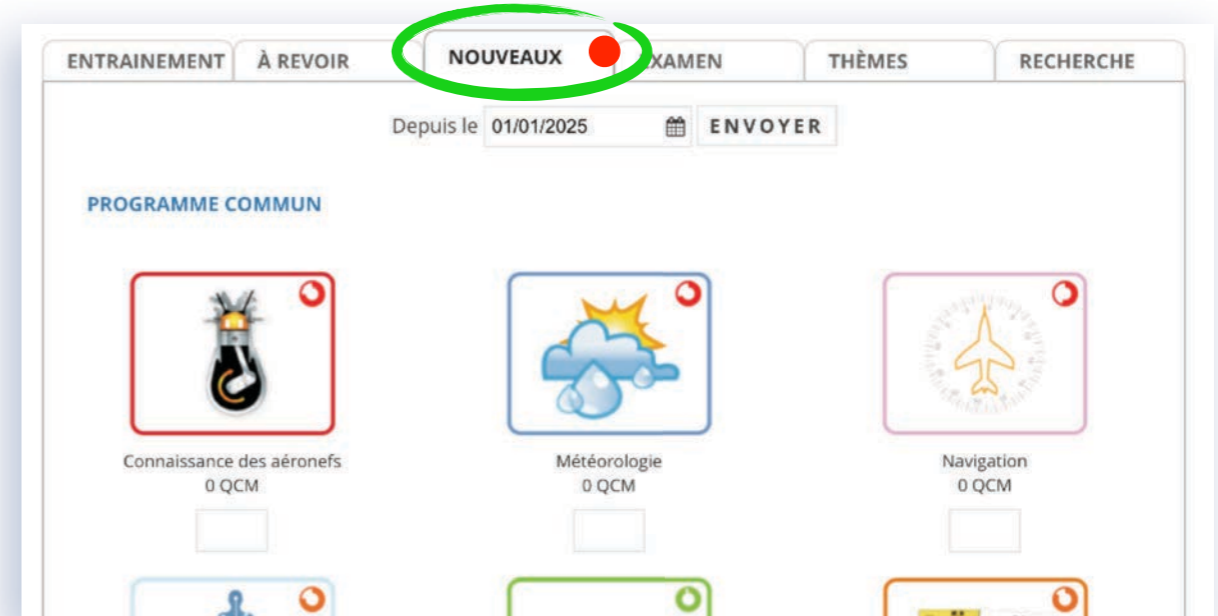 ENTRAINEMENT À REVOIR NOUVEAUX EXAMEN THÈMES RECHERCHE
Depuis le 01/01/2025 ENVOYER
PROGRAMME COMMUN
Connaissance des aéronefs Météorologie Navigation
0 QCM 0 QCM 0 QCM